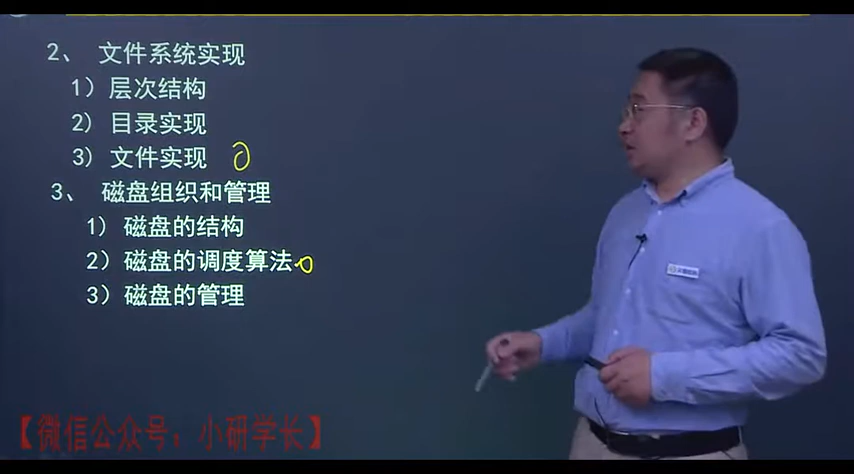 2、 文件系统实现
1）层次结构
2）目录实现
3）文件实现
3、 磁盘组织和管理
1）磁盘的结构
2）磁盘的调度算法
3）磁盘的管理
【微信公众号：小研学长】